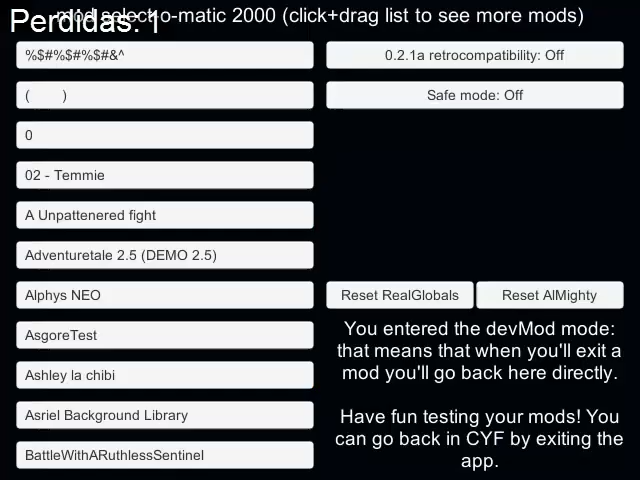 mod select-o-matic 2000 (click+drag list to see more mods)
Perdidas: 1
%$#%$#%$#&^
0.2.1a retrocompatibility: Off
( )
Safe mode: Off
0
02 - Temmie
A Unpattenered fight
Adventuretale 2.5 (DEMO 2.5)
Alphys NEO
Reset RealGlobals
Reset AlMighty
AsgoreTest
Ashley la chibi
Asriel Background Library
BattleWithARuthlessSentinel
You entered the devMod mode:
that means that when you'll exit a
mod you'll go back here directly.
Have fun testing your mods! You
can go back in CYF by exiting the
app.